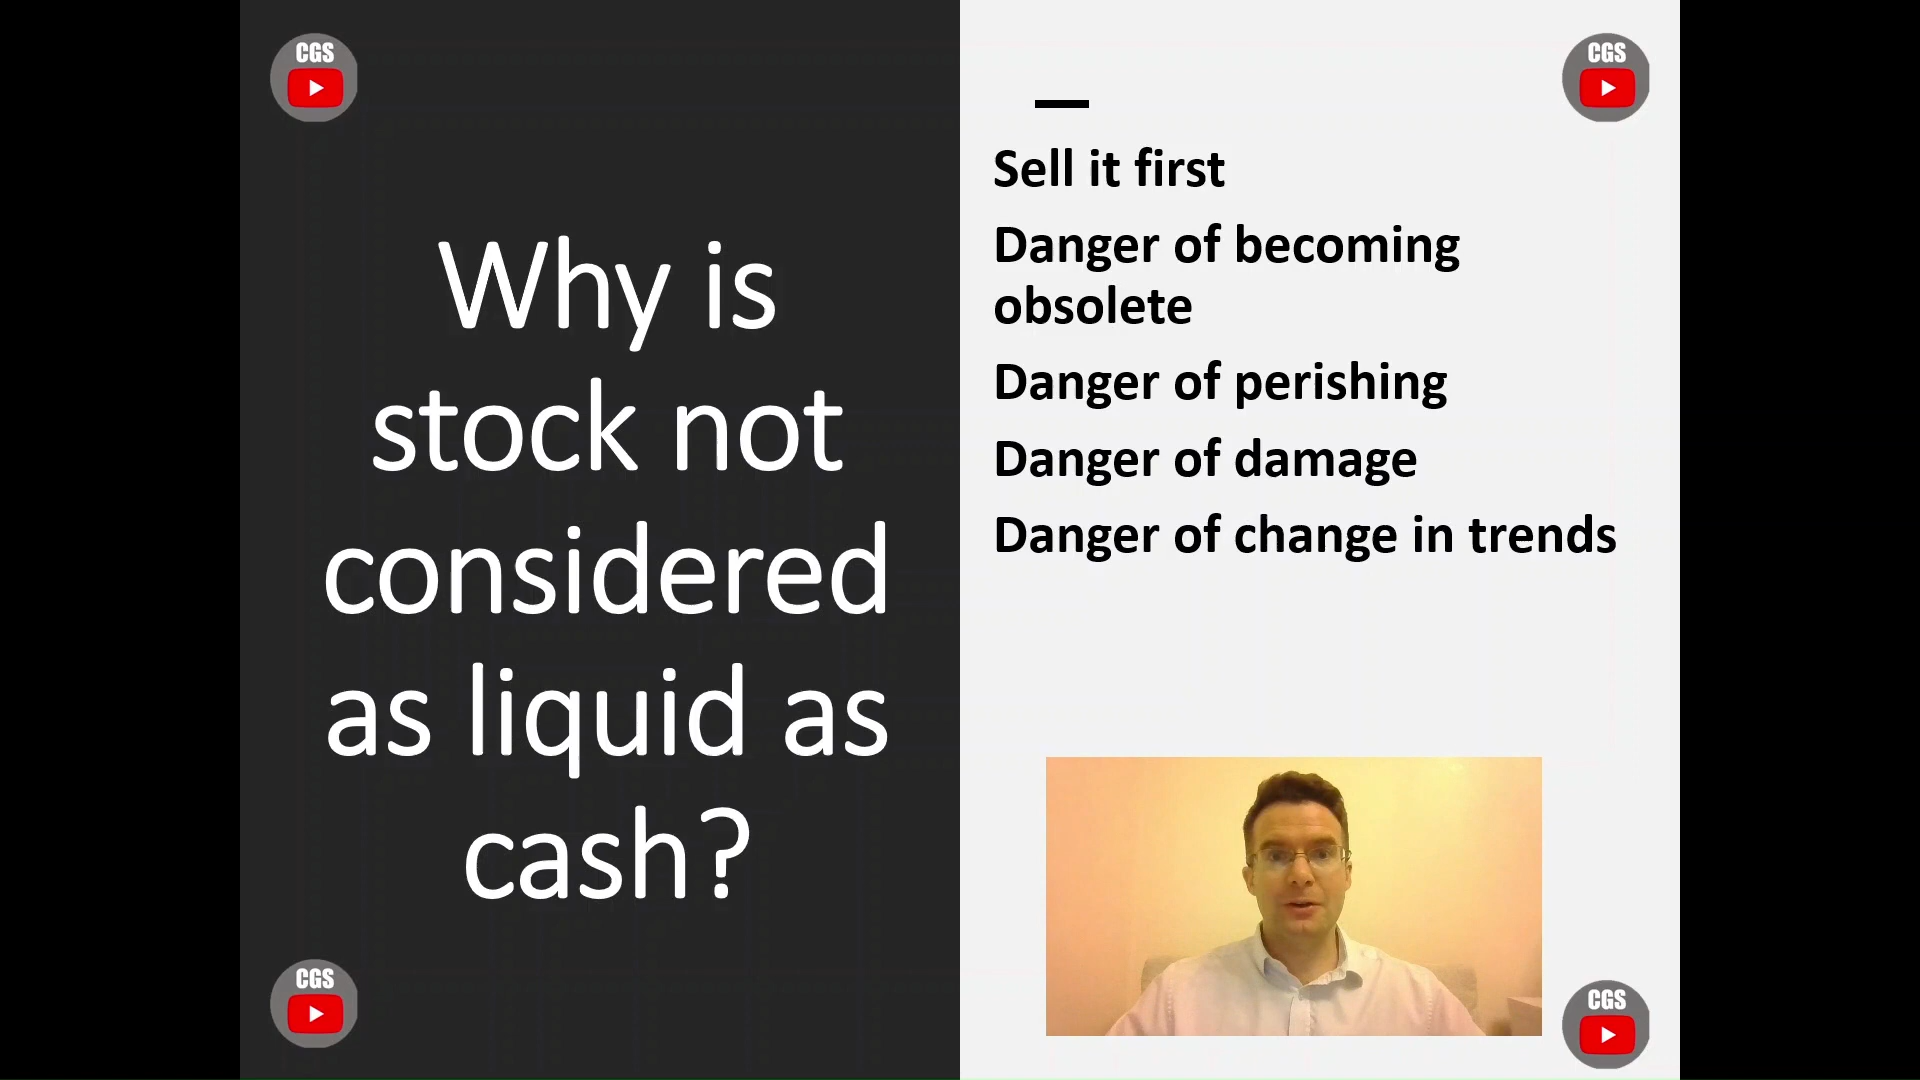 CGS
CGS
Why is
stock not
considered
as liquid as
cash?
Sell it first
Danger of becoming
obsolete
Danger of perishing
Danger of damage
Danger of change in trends
CGS
CGS